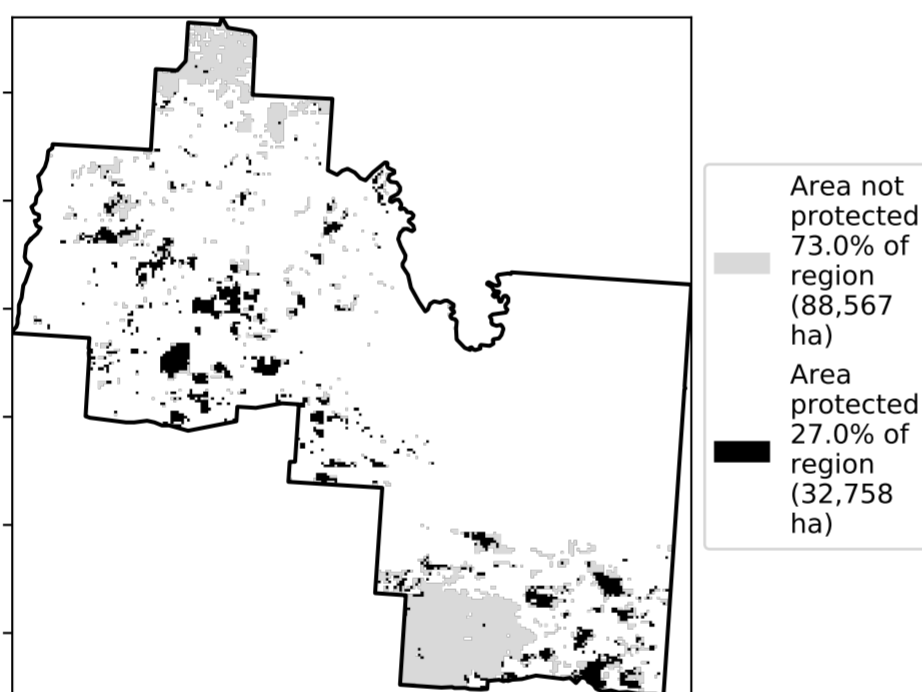 Area not
protected
73.0% of
region
(88,567
ha)
Area
protected
27.0% of
region
(32,758
ha)